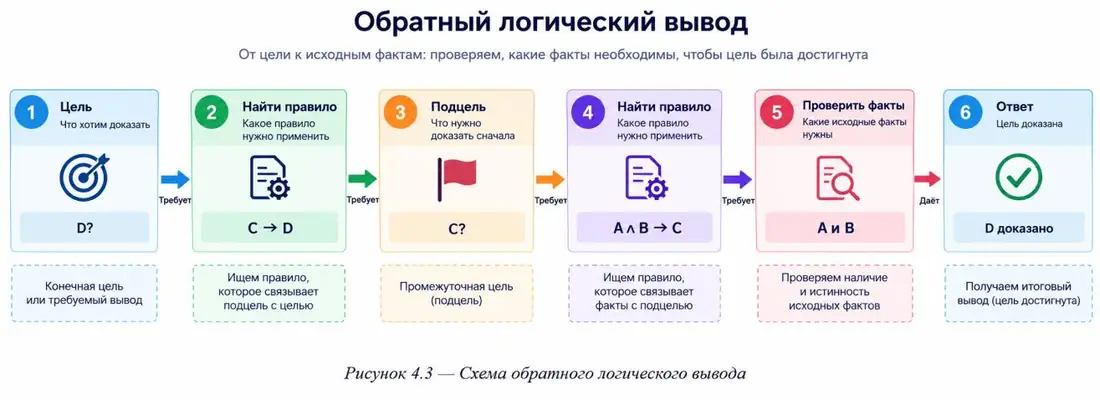 Обратный логический вывод
От цели к исходным фактам: проверяем, какие факты необходимы, чтобы цель была достигнута
1
Цель
Что хотим доказать
D?
Конечная цель
или требуемый вывод
Требует
2
Найти правило
Какое правило
нужно применить
C → D
Ищем правило,
которое связывает
подцель с целью
Требует
3
Подцель
Что нужно
доказать сначала
C?
Промежуточная цель
(подцель)
Требует
4
Найти правило
Какое правило
нужно применить
A ∧ B → C
Ищем правило,
которое связывает
факты с подцелью
Требует
5
Проверить факты
Какие исходные факты
нужны
A и B
Проверяем наличие
и истинность
исходных фактов
Даёт
6
Ответ
Цель доказана
D доказано
Получаем итоговый
вывод (цель достигнута)
Рисунок 4.3 — Схема обратного логического вывода